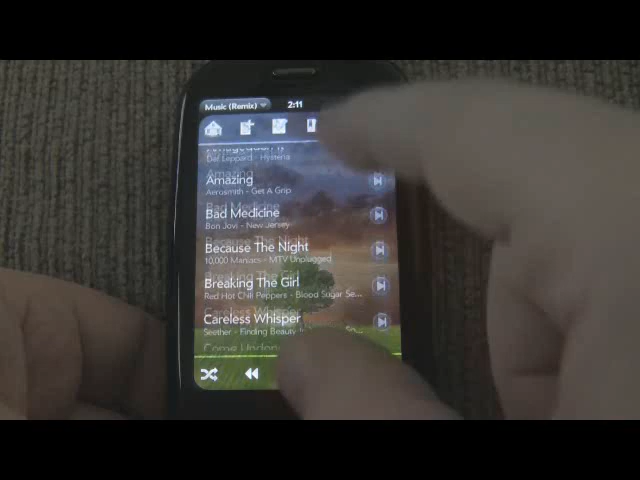 Music (Remix)
2:11
Def Leppard - Hysteria
Amazing
Aerosmith - Get A Grip
Bad Medicine
Bon Jovi - New Jersey
Because The Night
10,000 Maniacs - MTV Unplugged
Breaking The Girl
Red Hot Chili Peppers - Blood Sugar Se...
Careless Whisper
Seether - Finding Beauty